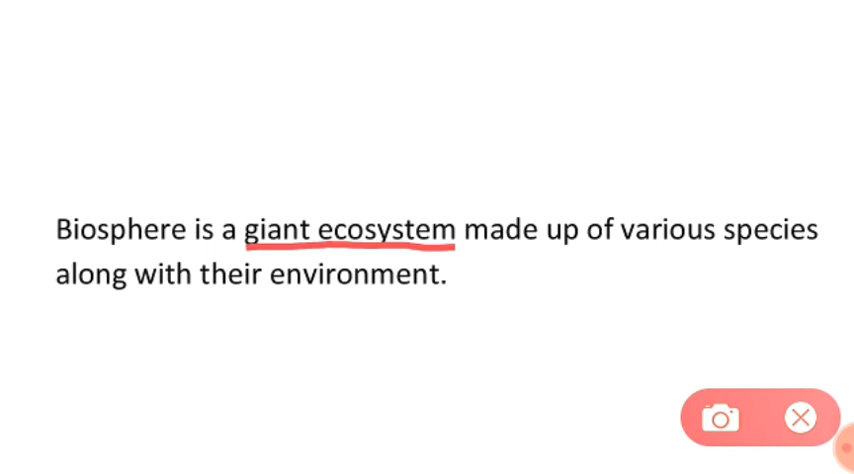 Biosphere is a giant ecosystem made up of various species
along with their environment.